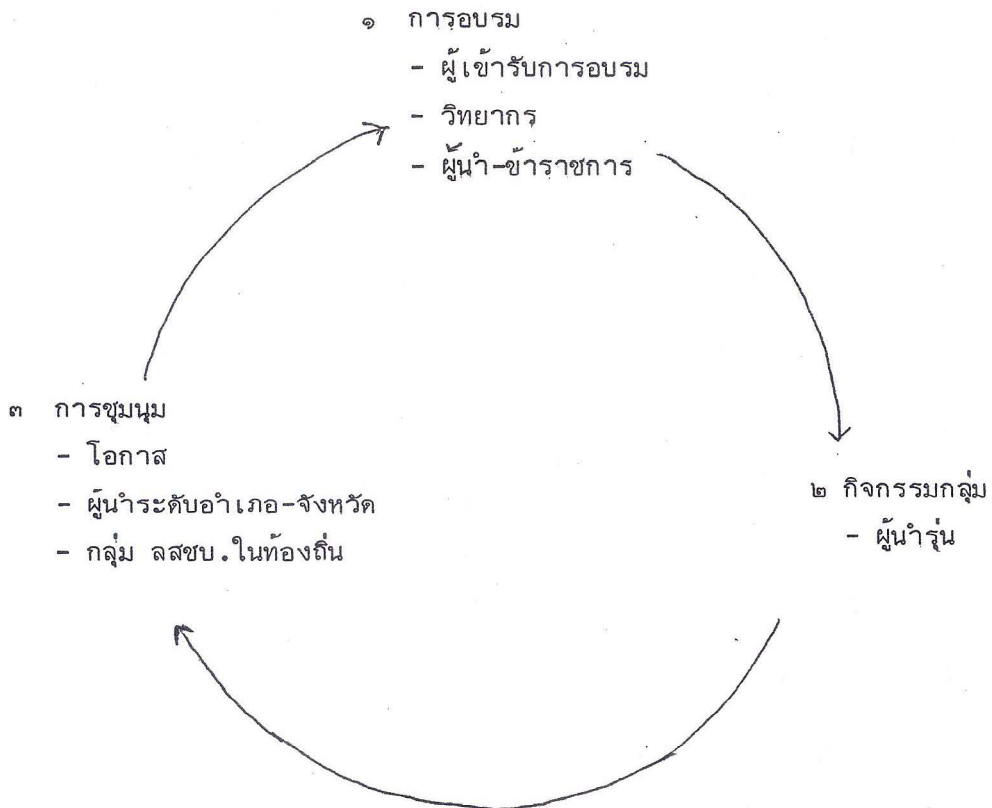 ๑ การอบรม
- ผู้เข้ารับการอบรม
- วิทยากร
- ผู้นำ-ข้าราชการ
๒ กิจกรรมกลุ่ม
- ผู้นำรุ่น
๓ การชุมนุม
- โอกาส
- ผู้นำระดับอำเภอ-จังหวัด
- กลุ่ม ลสชบ.ในท้องถิ่น